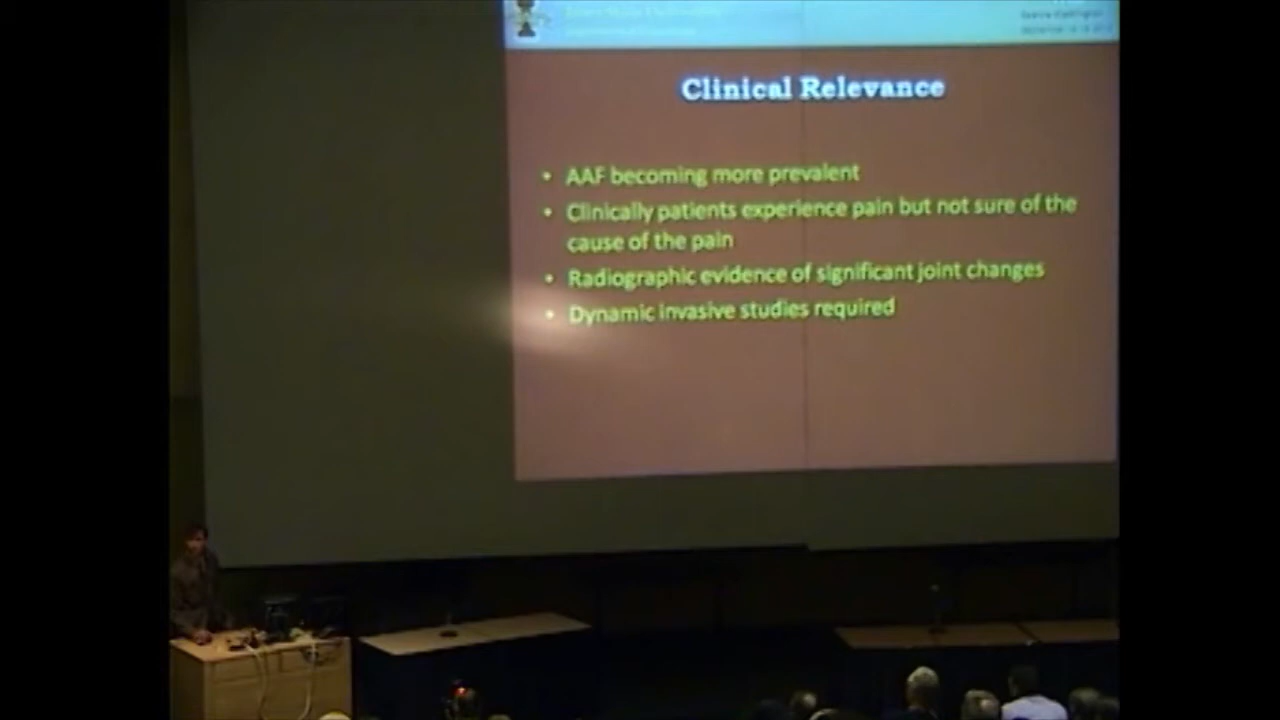 Clinical Relevance
• AAF becoming more prevalent
• Clinically patients experience pain but not sure of the
cause of the pain
• Radiographic evidence of significant joint changes
• Dynamic invasive studies required